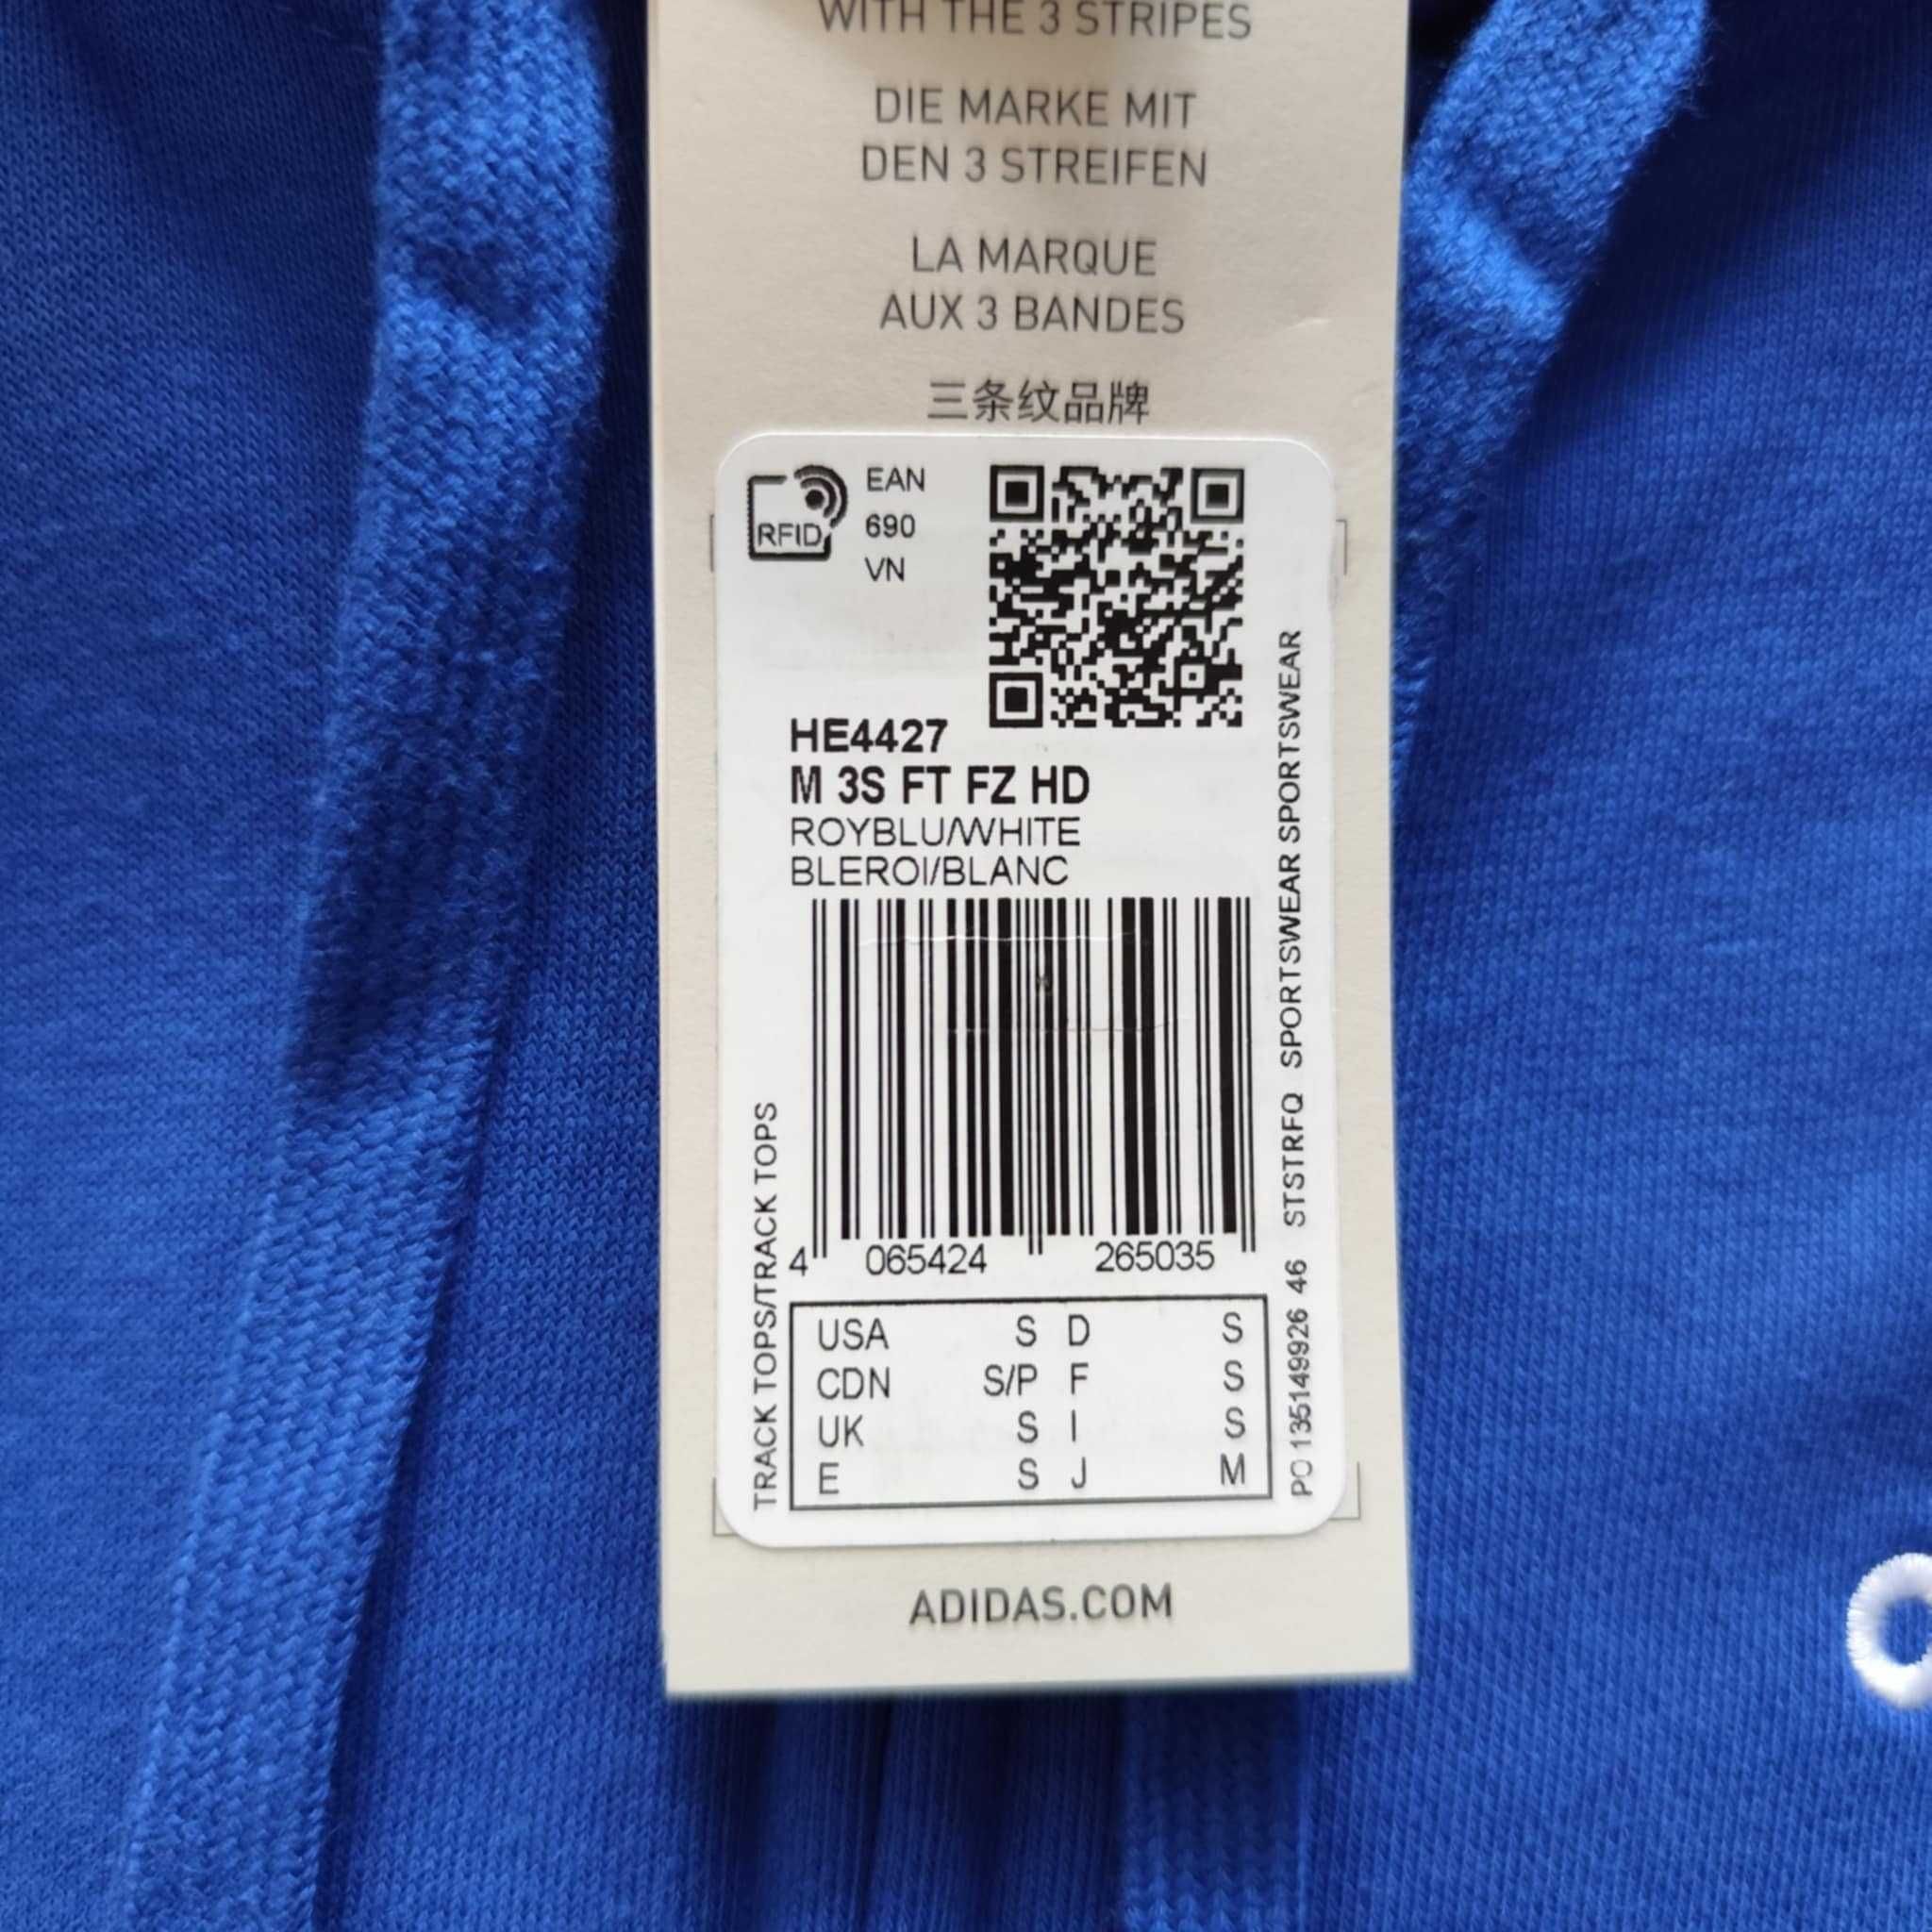 WITH THE 3 STRIPES
DIE MARKE MIT
DEN 3 STREIFEN
LA MARQUE
AUX 3 BANDES
三条纹品牌
RFID
EAN
690
VN
HE4427
M 3S FT FZ HD
ROYBLU/WHITE
BLEROI/BLANC
4 065424 265035
TRACK TOPS/TRACK TOPS
PO 135149926 46 STSTRFQ SPORTSWEAR SPORTSWEAR
USA S D S
CDN S/P F S
UK S I S
E S J M
ADIDAS.COM